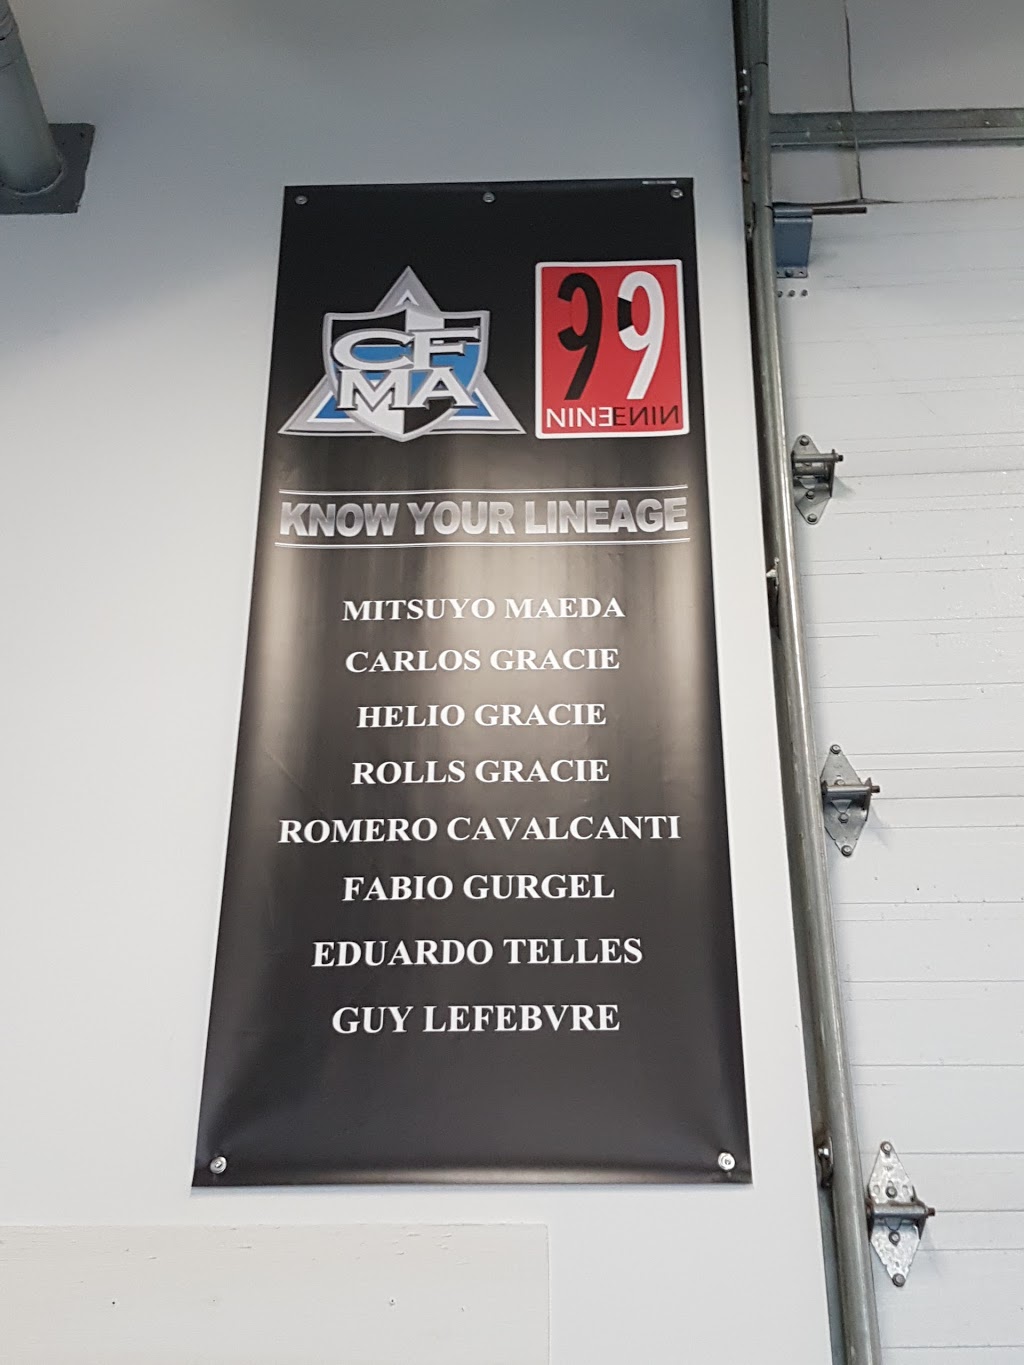 CF
MA
99
NINEENIN
KNOW YOUR LINEAGE
MITSUYO MAEDA
CARLOS GRACIE
HELIO GRACIE
ROLLS GRACIE
ROMERO CAVALCANTI
FABIO GURGEL
EDUARDO TELLES
GUY LEFEBVRE